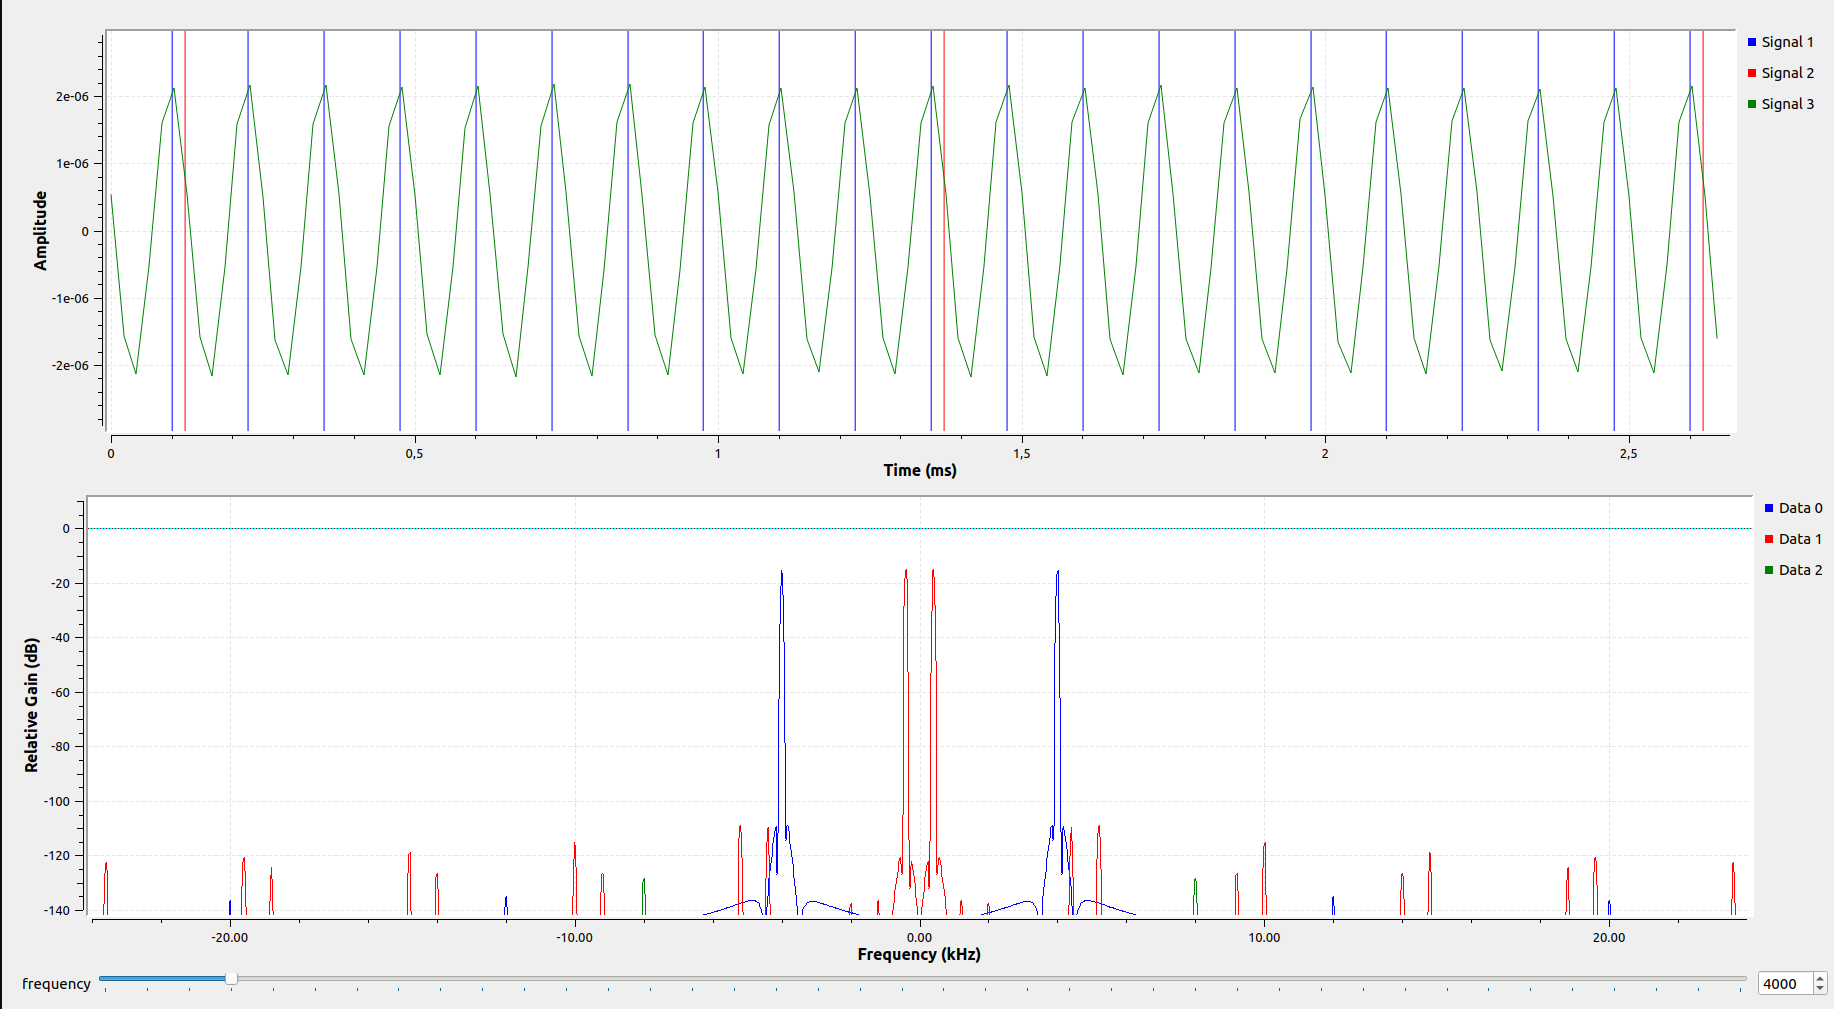 Signal 1
Signal 2
Signal 3
Amplitude
2e-06
1e-06
0
-1e-06
-2e-06
0 0,5 1 1,5 2 2,5
Time (ms)
Data 0
Data 1
Data 2
Relative Gain (dB)
0
-20
-40
-60
-80
-100
-120
-140
-20.00 -10.00 0.00 10.00 20.00
Frequency (kHz)
frequency 4000